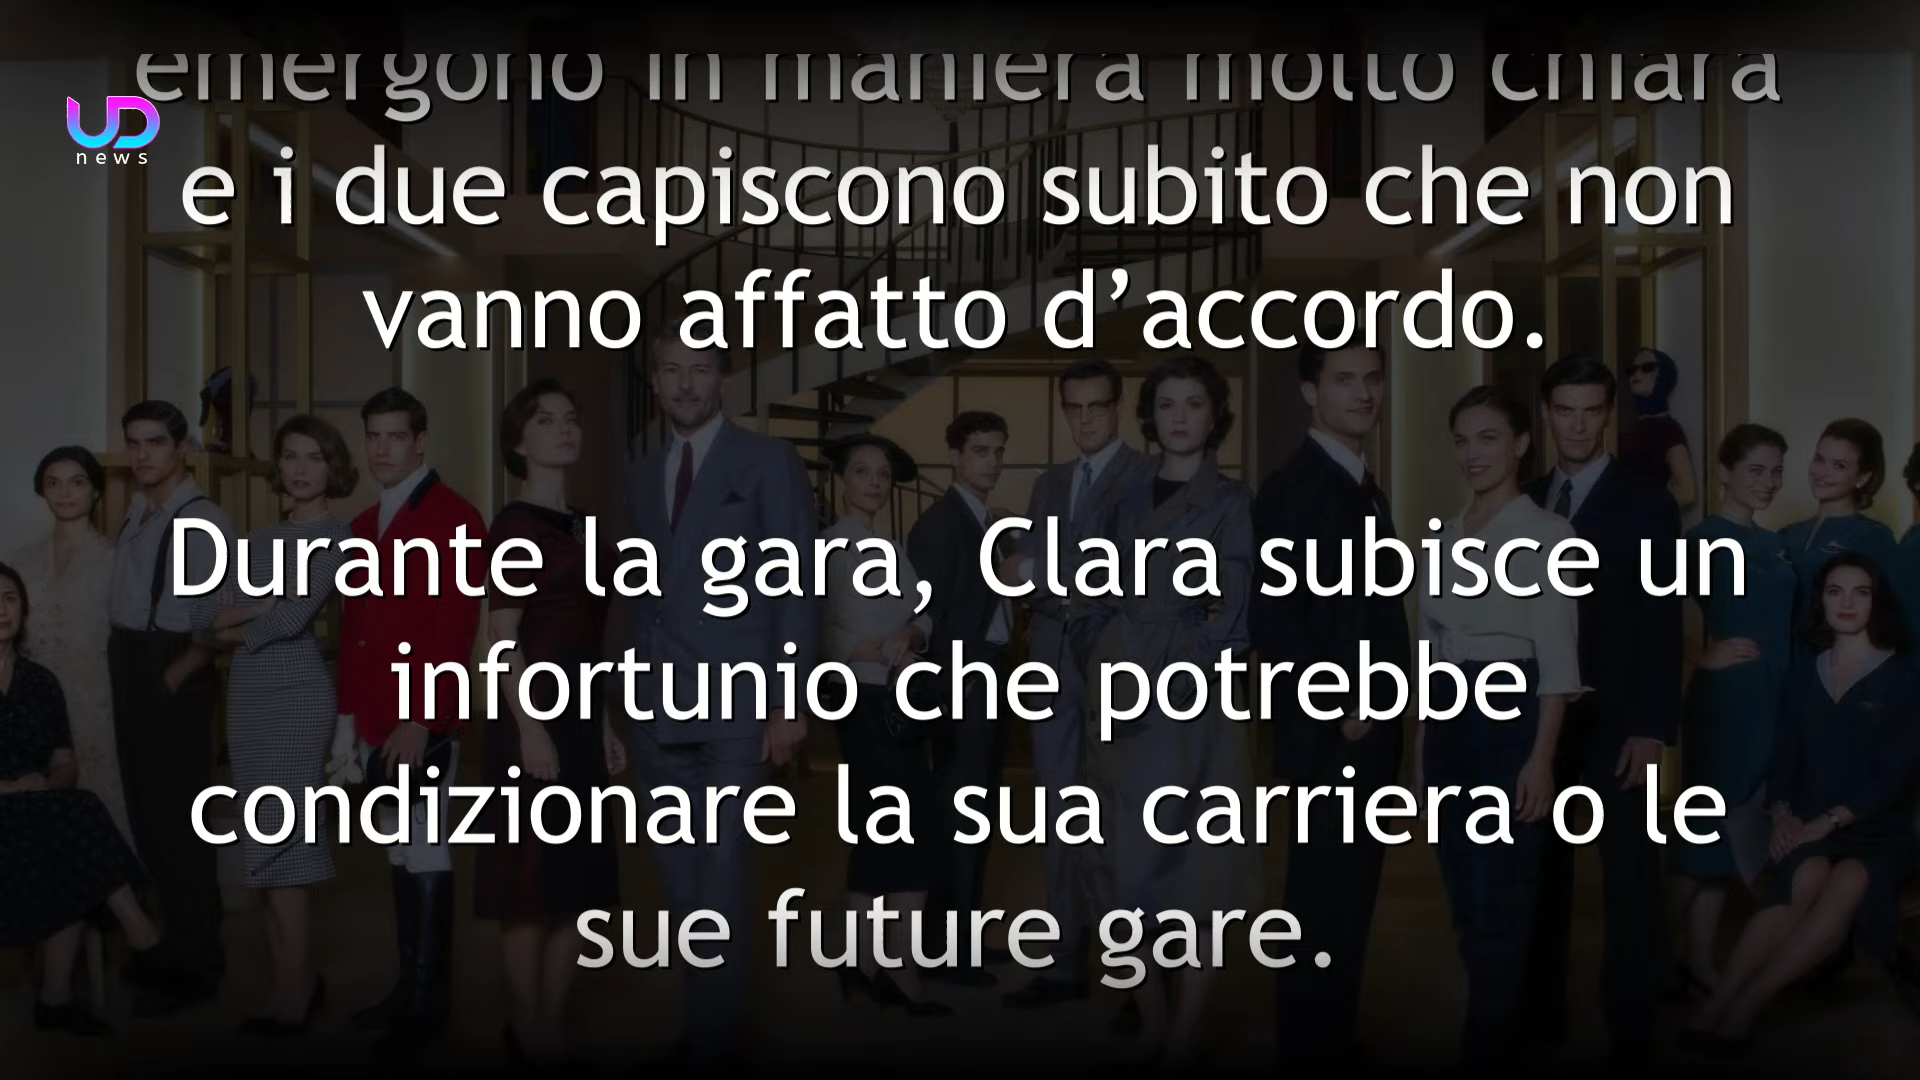 emergono in maniera molto chiara
UD
news
e i due capiscono subito che non
vanno affatto d’accordo.
Durante la gara, Clara subisce un
infortunio che potrebbe
condizionare la sua carriera o le
sue future gare.